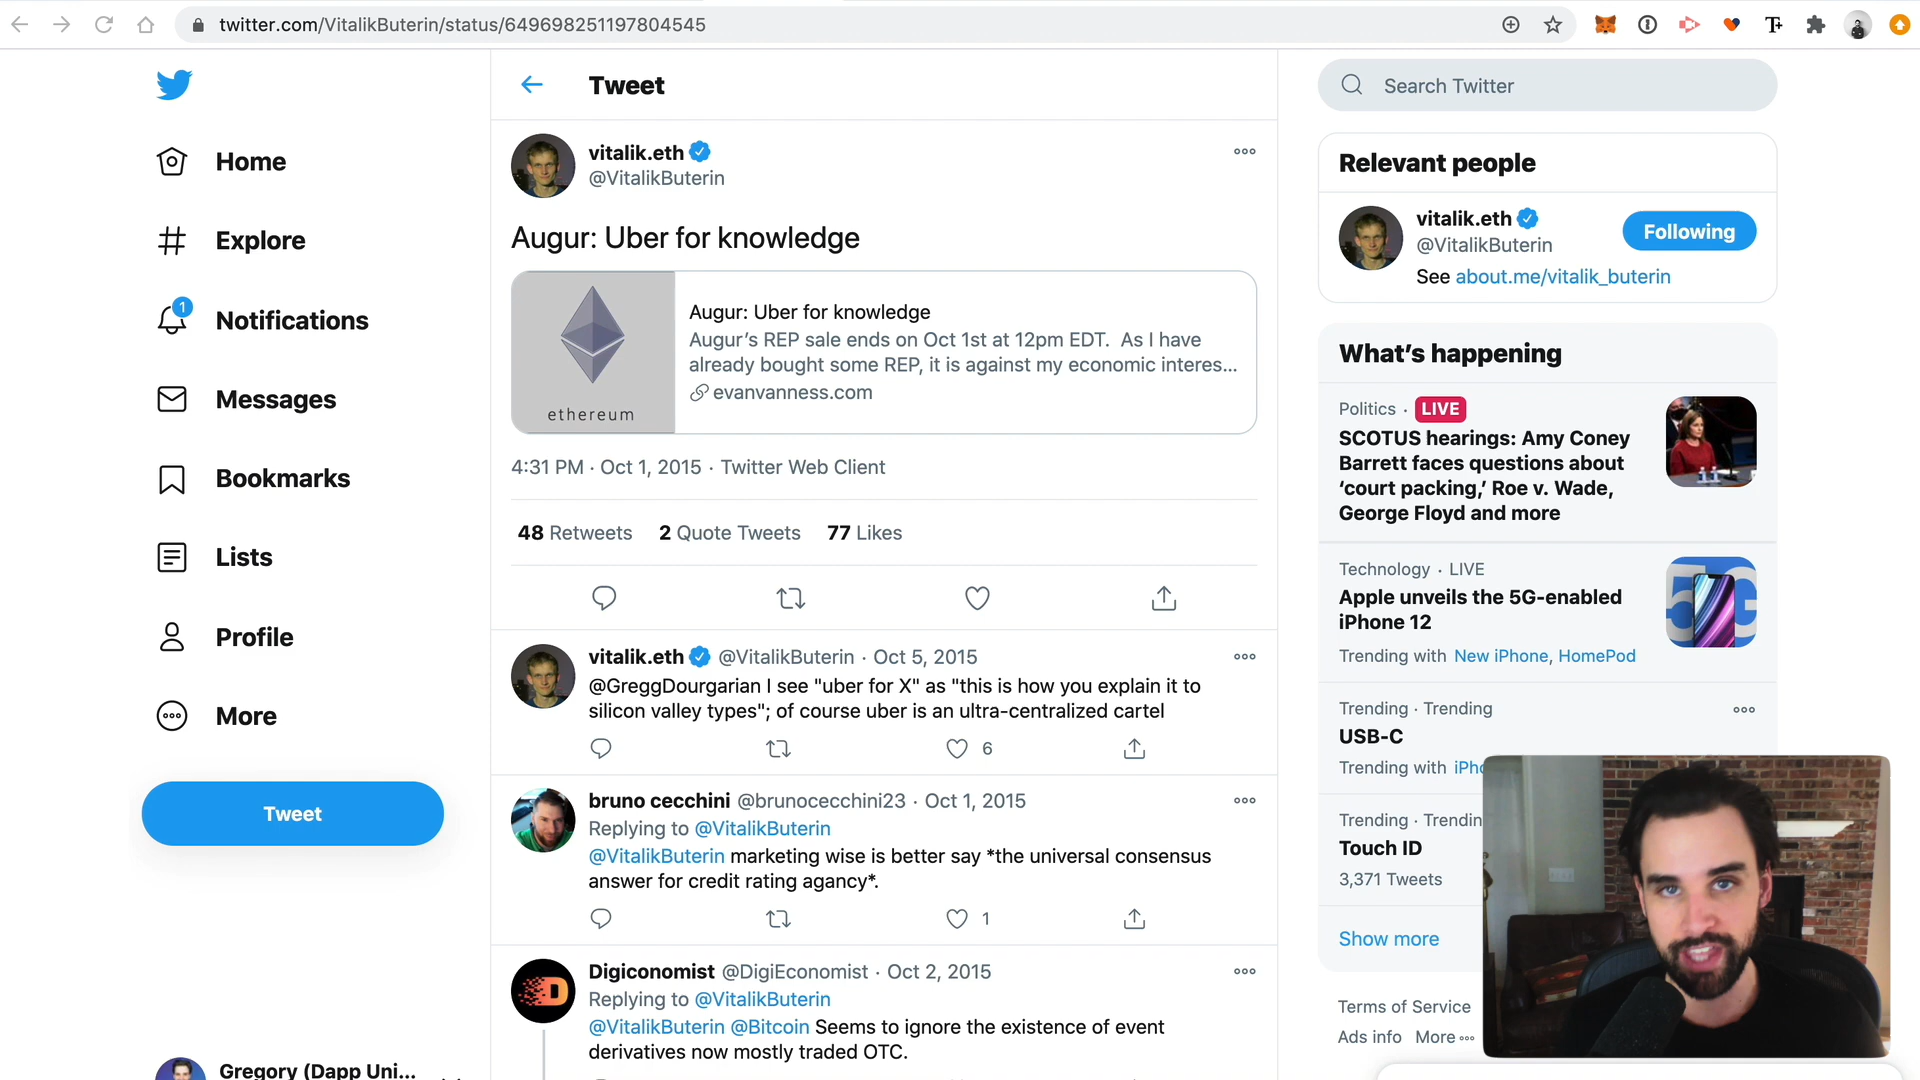 twitter.com/VitalikButerin/status/649698251197804545
Home
Explore
1
Notifications
Messages
Bookmarks
Lists
Profile
More
Tweet
Gregory (Dapp Uni...
Tweet
vitalik.eth
@VitalikButerin
Augur: Uber for knowledge
ethereum
Augur: Uber for knowledge
Augur’s REP sale ends on Oct 1st at 12pm EDT. As I have
already bought some REP, it is against my economic interes...
evanvanness.com
4:31 PM · Oct 1, 2015 · Twitter Web Client
48 Retweets 2 Quote Tweets 77 Likes
vitalik.eth @VitalikButerin · Oct 5, 2015
@GreggDourgarian I see "uber for X" as "this is how you explain it to
silicon valley types"; of course uber is an ultra-centralized cartel
6
bruno cecchini @brunocecchini23 · Oct 1, 2015
Replying to @VitalikButerin
@VitalikButerin marketing wise is better say *the universal consensus
answer for credit rating agancy*.
1
Digiconomist @DigiEconomist · Oct 2, 2015
Replying to @VitalikButerin
@VitalikButerin @Bitcoin Seems to ignore the existence of event
derivatives now mostly traded OTC.
Search Twitter
Relevant people
vitalik.eth
@VitalikButerin
Following
See about.me/vitalik_buterin
What’s happening
Politics · LIVE
SCOTUS hearings: Amy Coney
Barrett faces questions about
‘court packing,’ Roe v. Wade,
George Floyd and more
5G
Technology · LIVE
Apple unveils the 5G-enabled
iPhone 12
Trending with New iPhone, HomePod
Trending · Trending
USB-C
Trending with iPho
Trending · Trendin
Touch ID
3,371 Tweets
Show more
Terms of Service
Ads info More